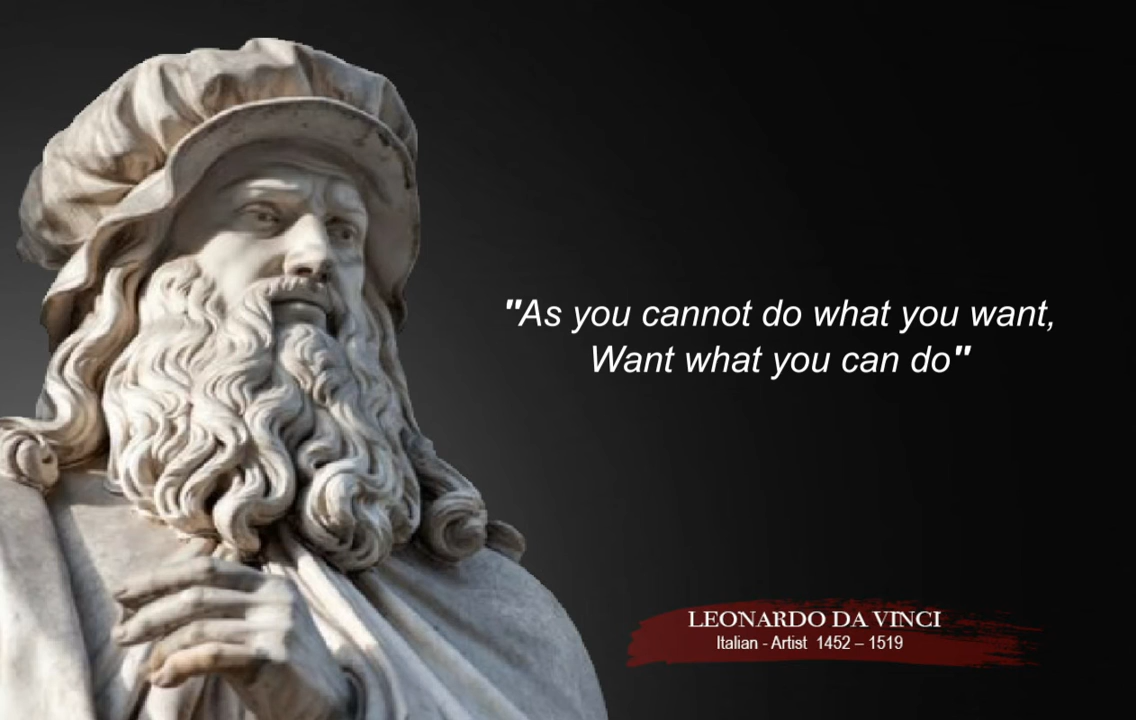 "As you cannot do what you want,
Want what you can do"
LEONARDO DA VINCI
Italian - Artist 1452 – 1519